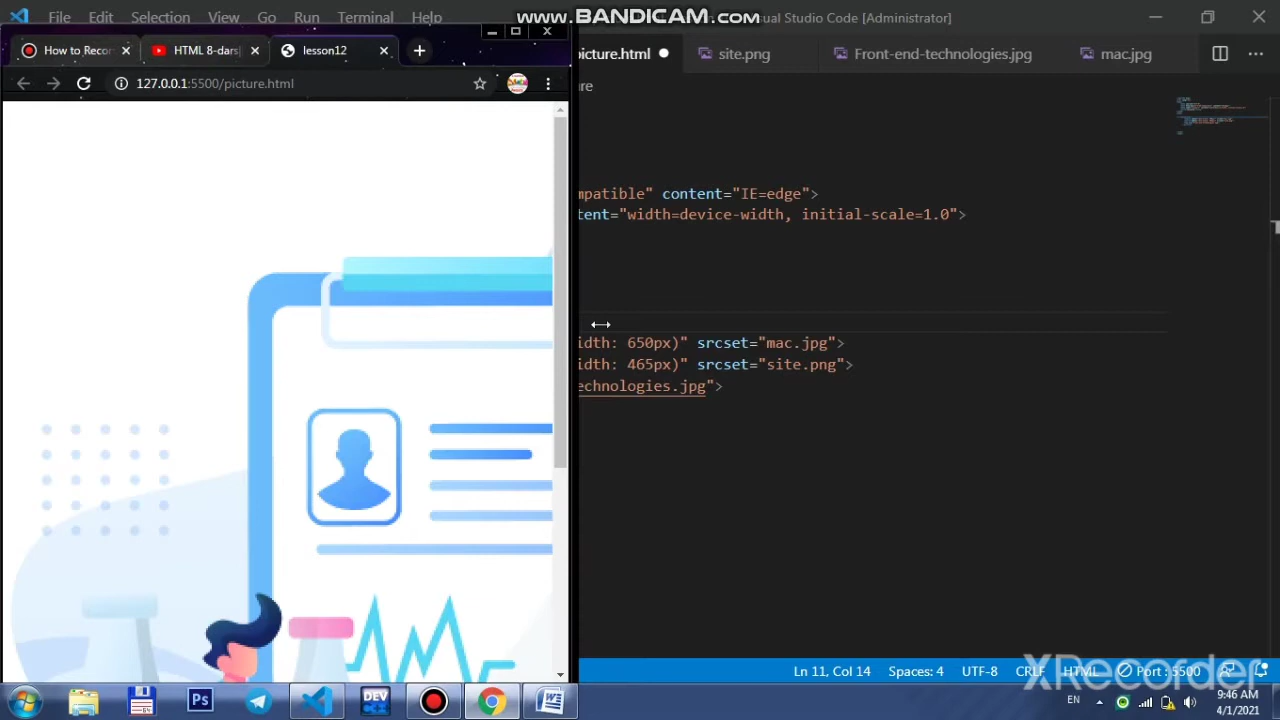 File Edit Selection View Go Run Terminal Help
www.BANDICAM.com
sual Studio Code [Administrator]
How to Recor
HTML 8-dars|
lesson12
picture.html
site.png
Front-end-technologies.jpg
mac.jpg
127.0.0.1:5500/picture.html
re
mpatible" content="IE=edge">
tent="width=device-width, initial-scale=1.0">
idth: 650px)" srcset="mac.jpg">
idth: 465px)" srcset="site.png">
echnologies.jpg">
Ln 11, Col 14 Spaces: 4 UTF-8 CRLF HTML Port : 5500
XRecorder
Ps
DEV
EN
9:46 AM
4/1/2021